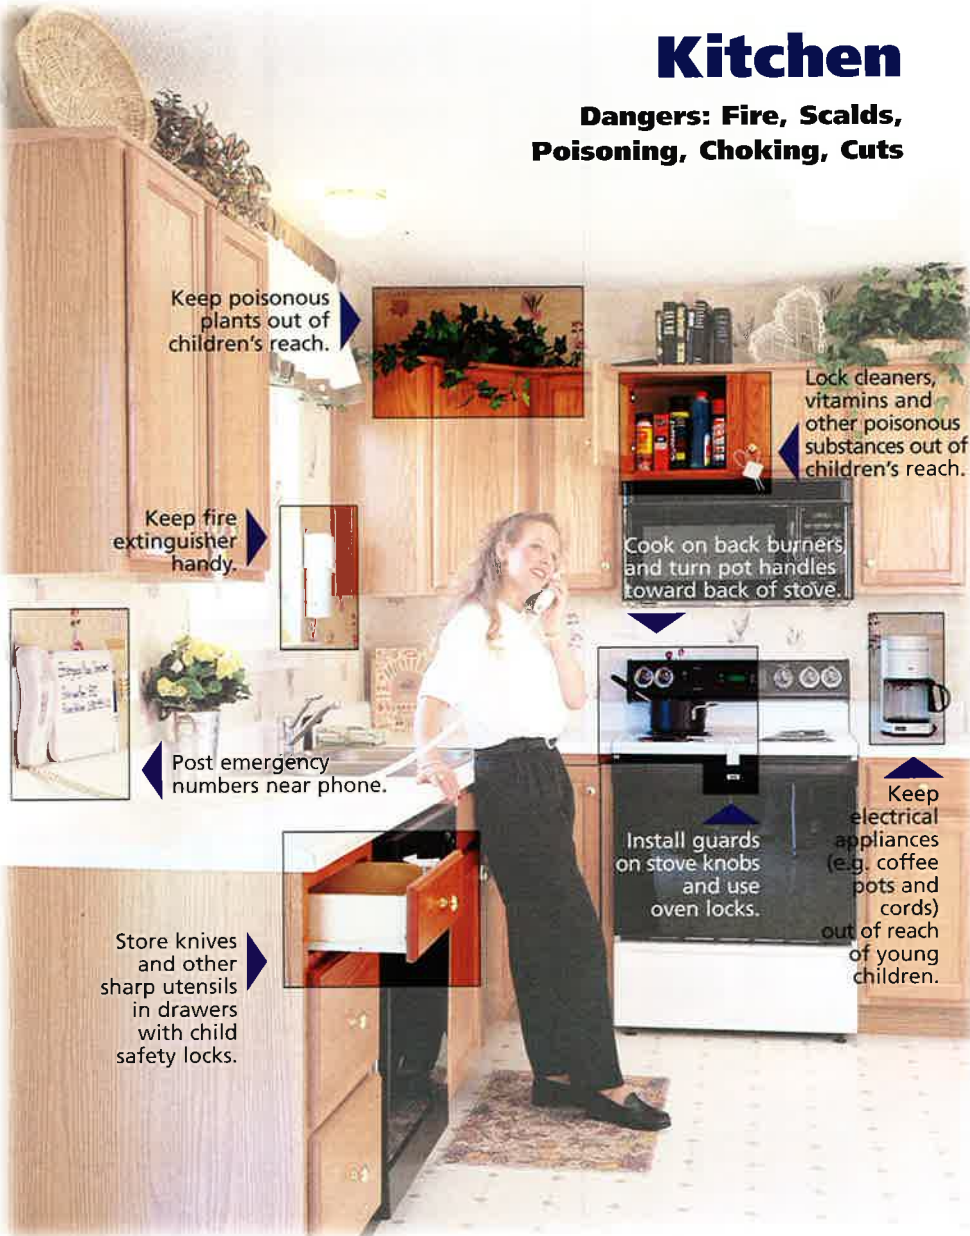 Kitchen
Dangers: Fire, Scalds,
Poisoning, Choking, Cuts
Keep poisonous
plants out of
children's reach.
Lock cleaners,
vitamins and
other poisonous
substances out of
children's reach.
Keep fire
extinguisher
handy.
Cook on back burners,
and turn pot handles
toward back of stove.
Post emergency
numbers near phone.
Install guards
on stove knobs
and use
oven locks.
Keep
electrical
appliances
(e.g. coffee
pots and
cords)
out of reach
of young
children.
Store knives
and other
sharp utensils
in drawers
with child
safety locks.